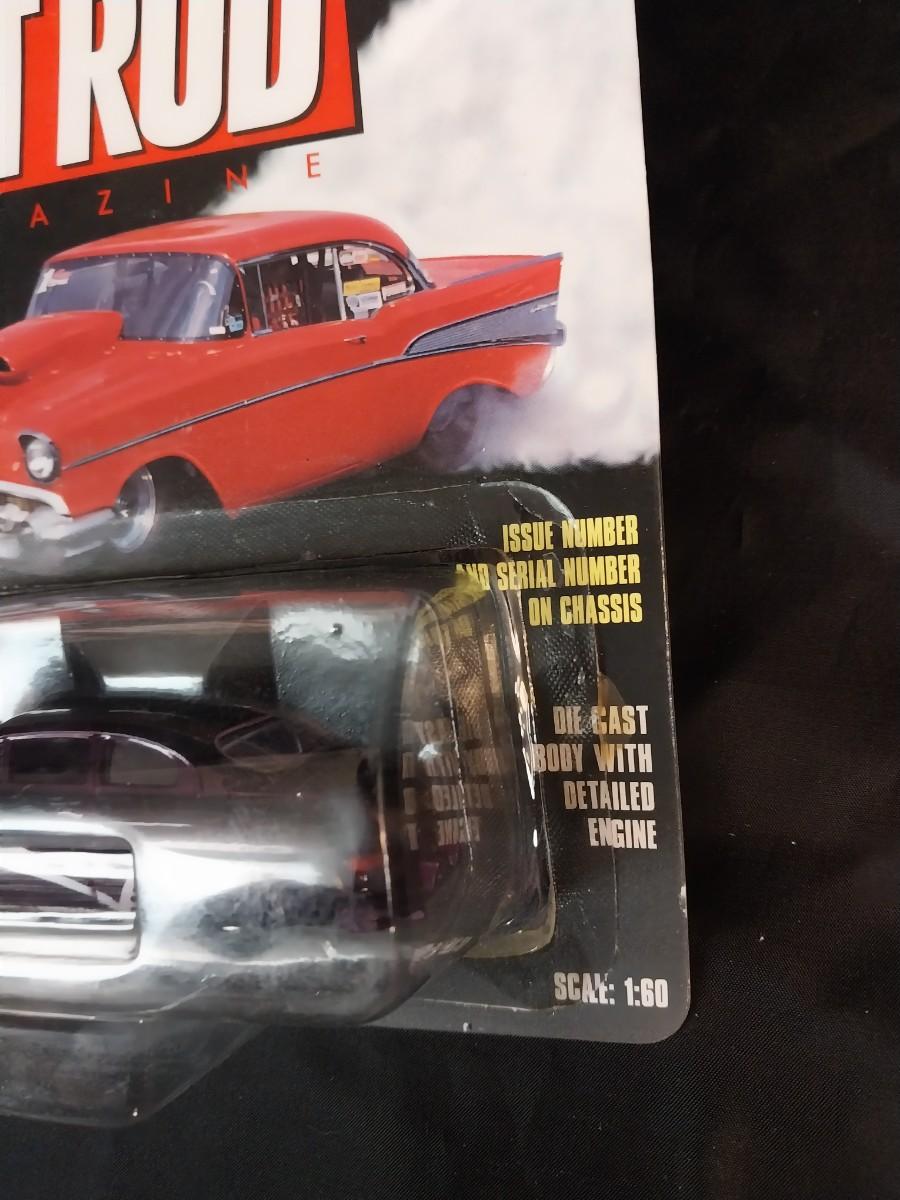 T ROD
AZINE
ISSUE NUMBER
AND SERIAL NUMBER
ON CHASSIS
DIE CAST
BODY WITH
DETAILED
ENGINE
SCALE: 1:60